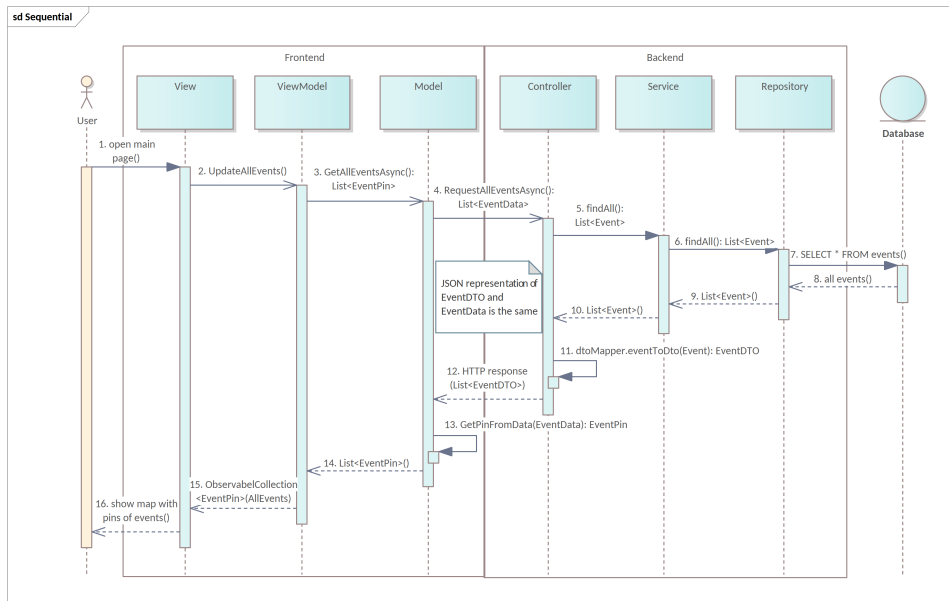 sd Sequential
Frontend
Backend
View
ViewModel
Model
Controller
Service
Repository
User
Database
1. open main
page()
2. UpdateAllEvents()
3. GetAllEventsAsync():
List<EventPin>
4. RequestAllEventsAsync():
List<EventData>
5. findAll():
List<Event>
6. findAll(): List<Event>
7. SELECT * FROM events()
8. all events()
9. List<Event>()
10. List<Event>()
JSON representation of
EventDTO and
EventData is the same
11. dtoMapper.eventToDto(Event): EventDTO
12. HTTP response
(List<EventDTO>)
13. GetPinFromData(EventData): EventPin
14. List<EventPin>()
15. ObservabelCollection
<EventPin>(AllEvents)
16. show map with
pins of events()